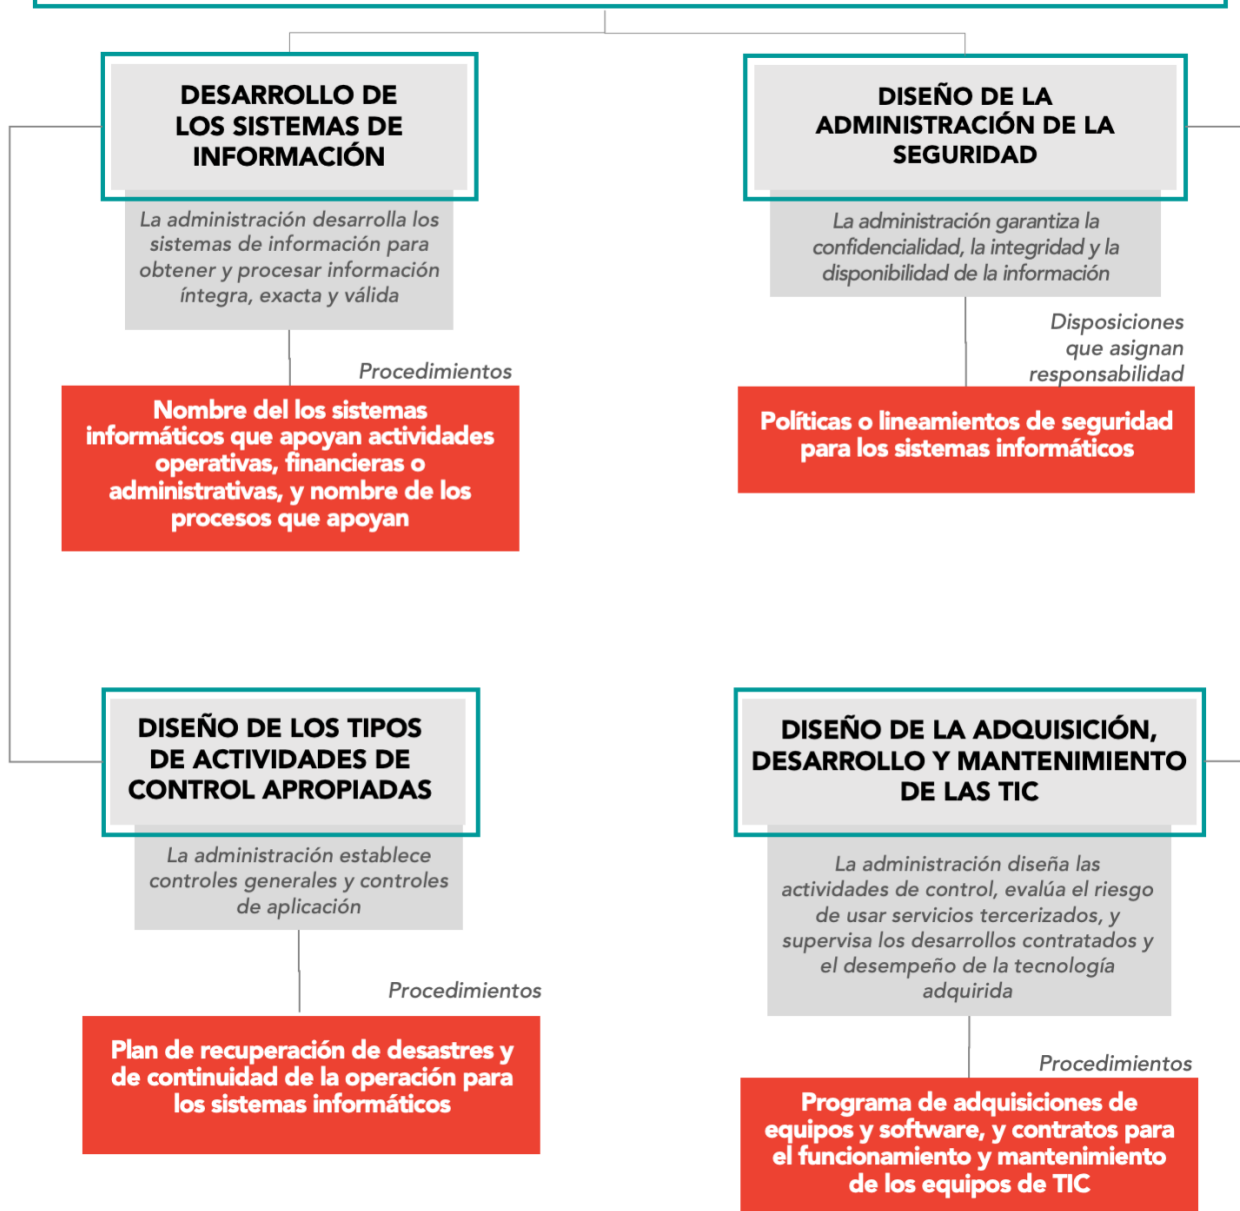 DESARROLLO DE
LOS SISTEMAS DE
INFORMACIÓN
La administración desarrolla los
sistemas de información para
obtener y procesar información
íntegra, exacta y válida
Procedimientos
Nombre del los sistemas
informáticos que apoyan actividades
operativas, financieras o
administrativas, y nombre de los
procesos que apoyan
DISEÑO DE LA
ADMINISTRACIÓN DE LA
SEGURIDAD
La administración garantiza la
confidencialidad, la integridad y la
disponibilidad de la información
Disposiciones
que asignan
responsabilidad
Políticas o lineamientos de seguridad
para los sistemas informáticos
DISEÑO DE LOS TIPOS
DE ACTIVIDADES DE
CONTROL APROPIADAS
La administración establece
controles generales y controles
de aplicación
Procedimientos
Plan de recuperación de desastres y
de continuidad de la operación para
los sistemas informáticos
DISEÑO DE LA ADQUISICIÓN,
DESARROLLO Y MANTENIMIENTO
DE LAS TIC
La administración diseña las
actividades de control, evalúa el riesgo
de usar servicios tercerizados, y
supervisa los desarrollos contratados y
el desempeño de la tecnología
adquirida
Procedimientos
Programa de adquisiciones de
equipos y software, y contratos para
el funcionamiento y mantenimiento
de los equipos de TIC